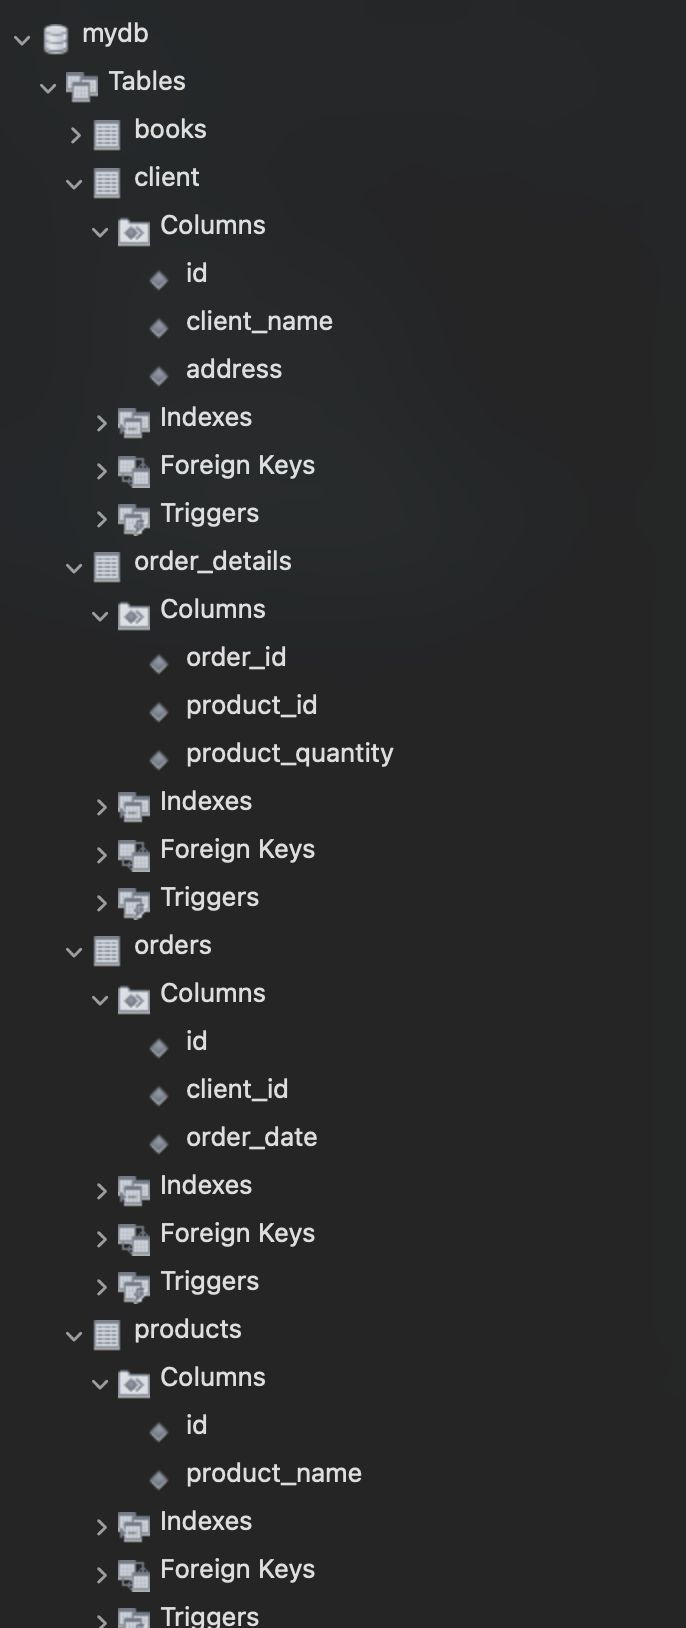 mydb
Tables
books
client
Columns
id
client_name
address
Indexes
Foreign Keys
Triggers
order_details
Columns
order_id
product_id
product_quantity
Indexes
Foreign Keys
Triggers
orders
Columns
id
client_id
order_date
Indexes
Foreign Keys
Triggers
products
Columns
id
product_name
Indexes
Foreign Keys
Triggers